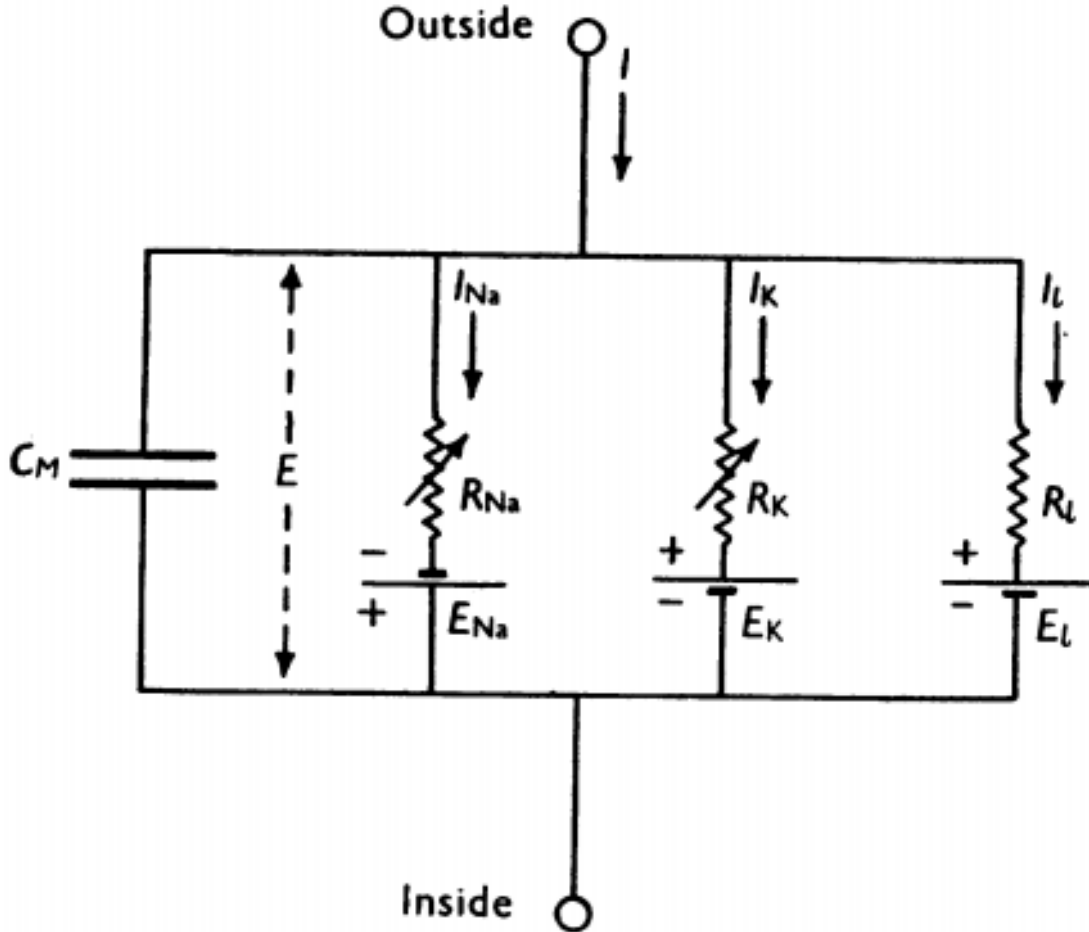 Outside
I
I_Na
I_K
I_l
C_M
E
R_Na
R_K
R_l
-
+
E_Na
+
-
E_K
+
-
E_l
Inside